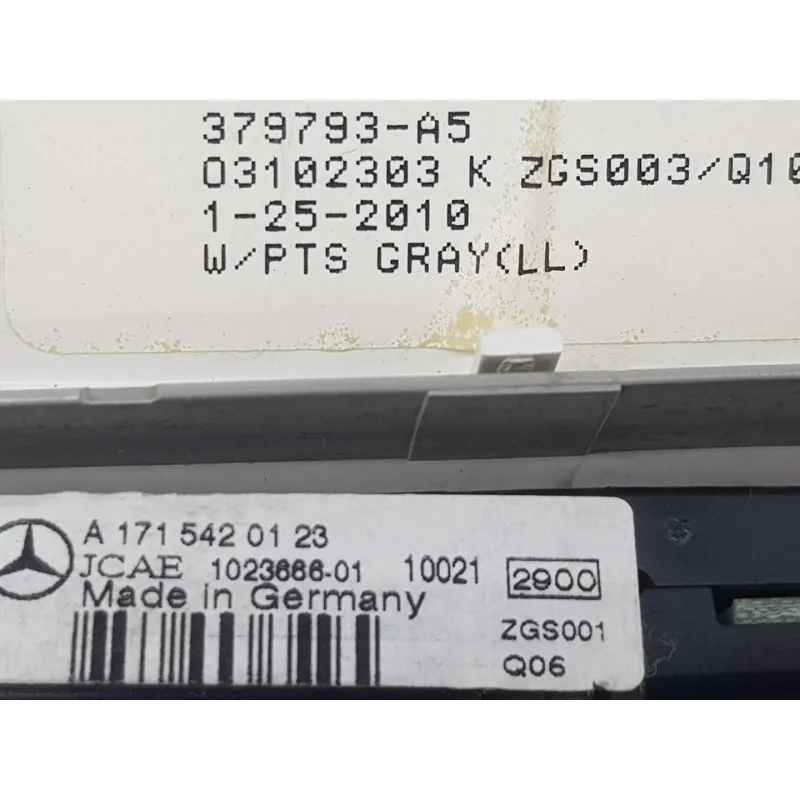 379793-A5
03102303 K ZGS003/Q10
1-25-2010
W/PTS GRAY(LL)
A 171 542 01 23
JCAE 1023666-01 10021 2900
Made in Germany
ZGS001
Q06